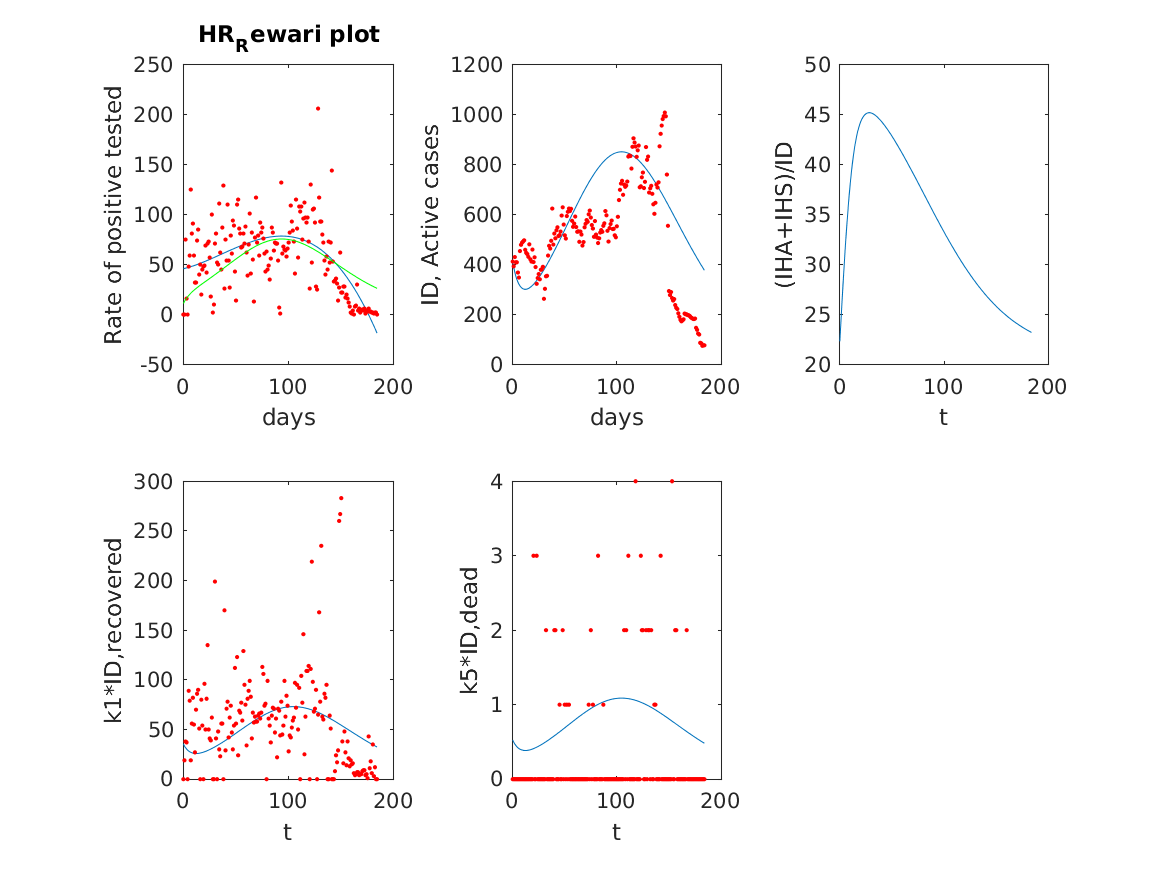 HR_Rewari plot
250
200
150
100
50
0
-50
Rate of positive tested
0 100 200
days
1200
1000
800
600
400
200
0
ID, Active cases
0 100 200
days
50
45
40
35
30
25
20
(IHA+IHS)/ID
0 100 200
t
300
250
200
150
100
50
0
k1*ID,recovered
0 100 200
t
4
3
2
1
0
k5*ID,dead
0 100 200
t